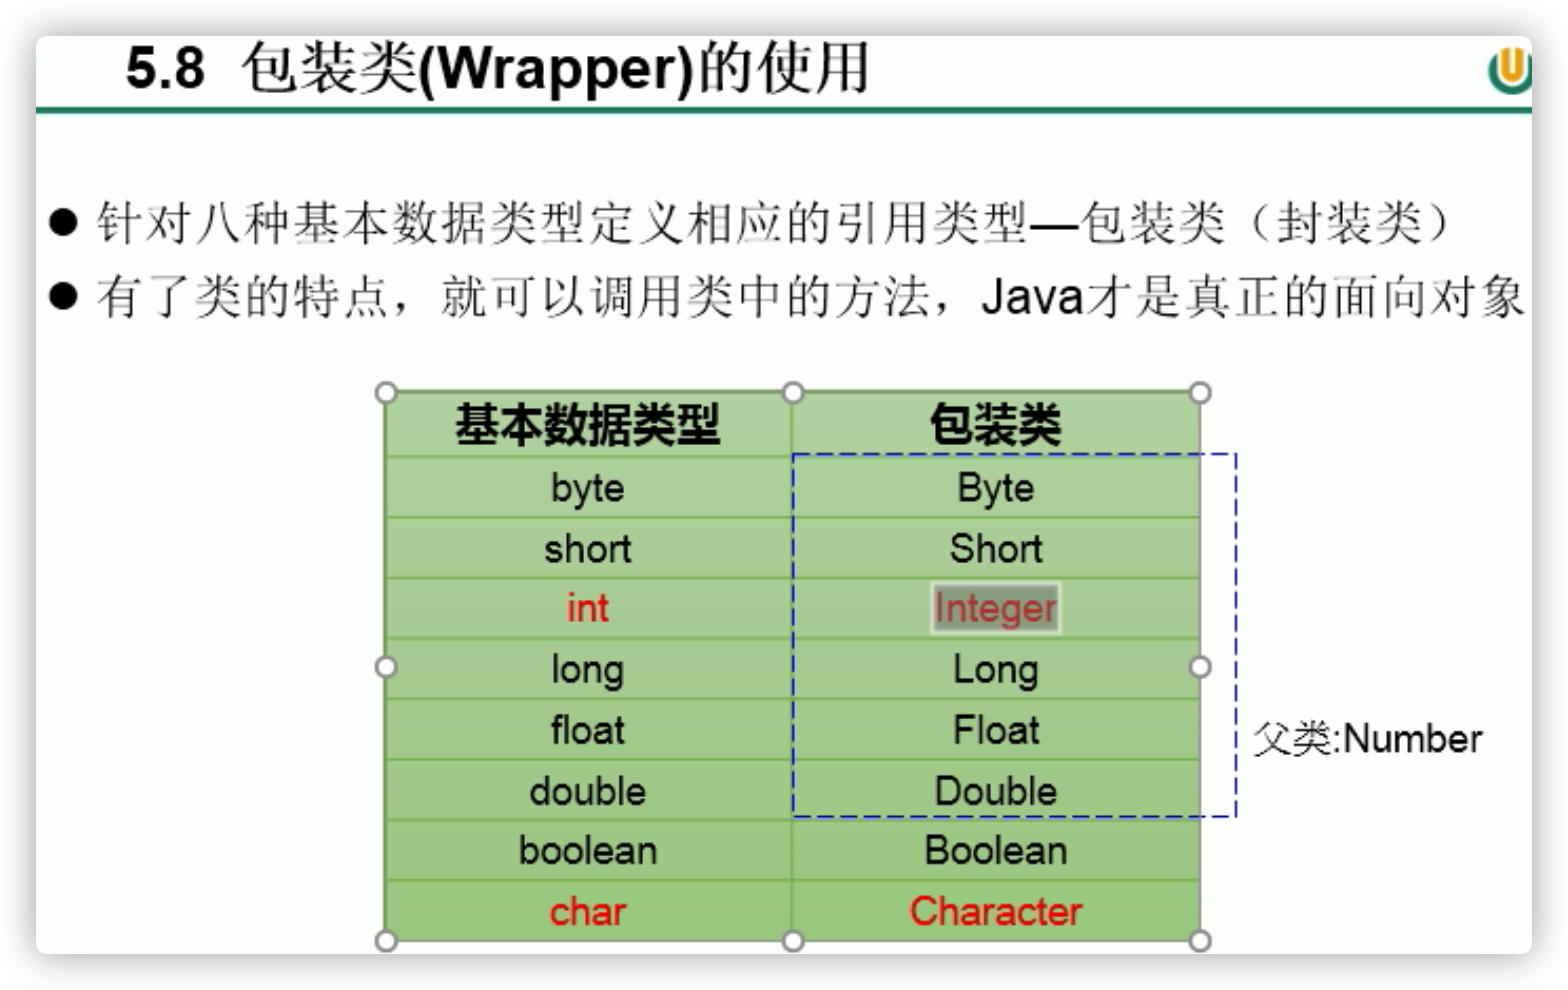 5.8 包装类(Wrapper)的使用
U
针对八种基本数据类型定义相应的引用类型—包装类（封装类）
有了类的特点，就可以调用类中的方法，Java才是真正的面向对象
基本数据类型 包装类
byte Byte
short Short
int Integer
long Long
float Float
父类:Number
double Double
boolean Boolean
char Character